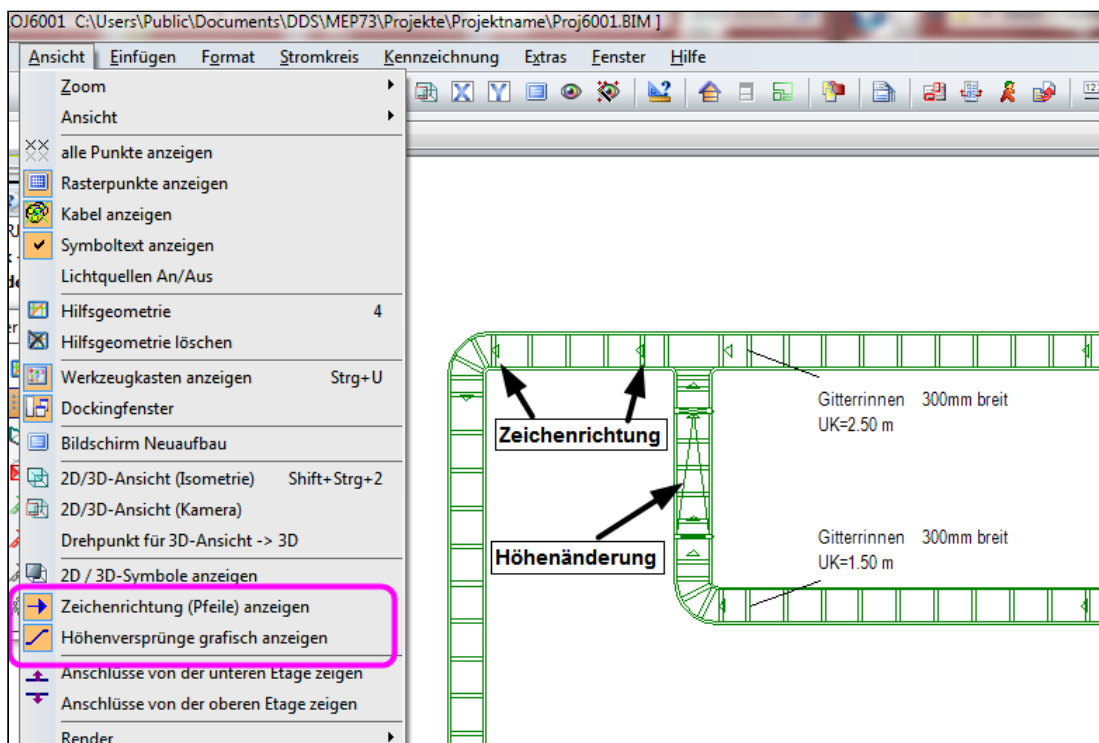 OJ6001 C:\Users\Public\Documents\DDS\MEP73\Projekte\Projektname\Proj6001.BIM ]
Ansicht Einfügen Format Stromkreis Kennzeichnung Extras Fenster Hilfe
Zoom
Ansicht
alle Punkte anzeigen
Rasterpunkte anzeigen
Kabel anzeigen
Symboltext anzeigen
Lichtquellen An/Aus
Hilfsgeometrie 4
Hilfsgeometrie löschen
Werkzeugkasten anzeigen Strg+U
Dockingfenster
Bildschirm Neuaufbau
2D/3D-Ansicht (Isometrie) Shift+Strg+2
2D/3D-Ansicht (Kamera)
Drehpunkt für 3D-Ansicht -> 3D
2D / 3D-Symbole anzeigen
Zeichenrichtung (Pfeile) anzeigen
Höhenversprünge grafisch anzeigen
Anschlüsse von der unteren Etage zeigen
Anschlüsse von der oberen Etage zeigen
Render
Zeichenrichtung
Höhenänderung
Gitterrinnen 300mm breit
UK=2.50 m
Gitterrinnen 300mm breit
UK=1.50 m